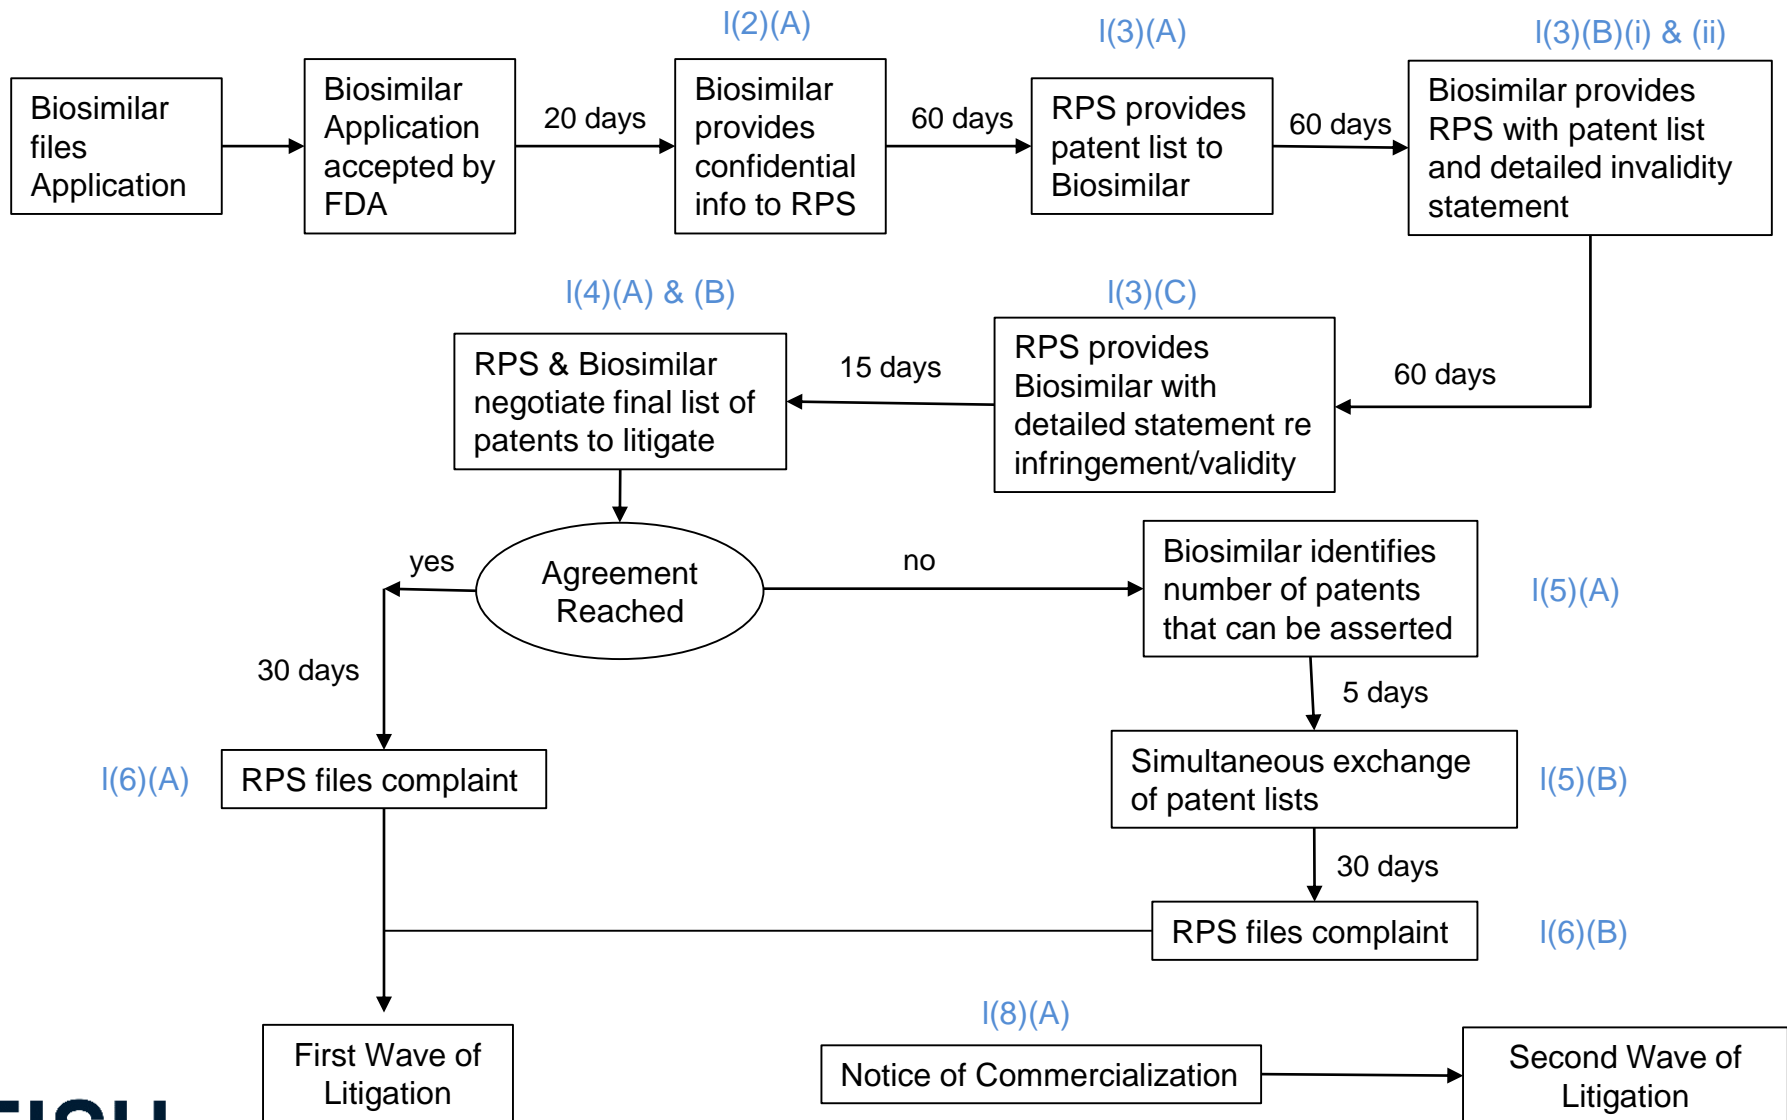 l(2)(A)
l(3)(A)
l(3)(B)(i) & (ii)
Biosimilar
files
Application
Biosimilar
Application
accepted by
FDA
20 days
Biosimilar
provides
confidential
info to RPS
60 days
RPS provides
patent list to
Biosimilar
60 days
Biosimilar provides
RPS with patent list
and detailed invalidity
statement
l(4)(A) & (B)
l(3)(C)
RPS & Biosimilar
negotiate final list of
patents to litigate
15 days
RPS provides
Biosimilar with
detailed statement re
infringement/validity
60 days
yes
Agreement
Reached
no
Biosimilar identifies
number of patents
that can be asserted
l(5)(A)
30 days
5 days
l(6)(A)
RPS files complaint
Simultaneous exchange
of patent lists
l(5)(B)
30 days
RPS files complaint
l(6)(B)
l(8)(A)
First Wave of
Litigation
Notice of Commercialization
Second Wave of
Litigation